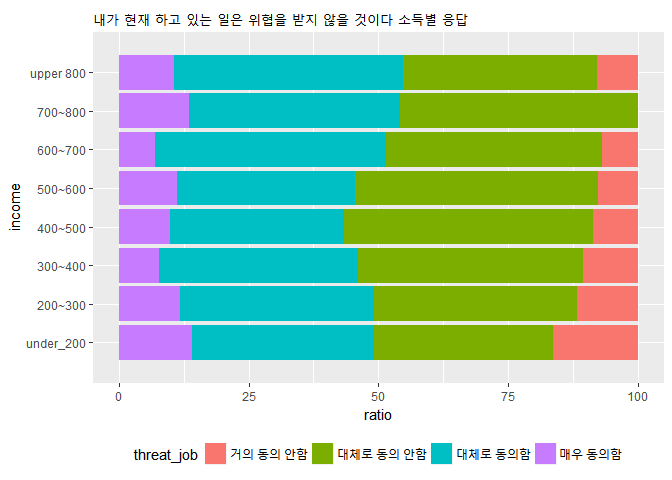 내가 현재 하고 있는 일은 위협을 받지 않을 것이다 소득별 응답
upper 800
700~800
600~700
500~600
400~500
300~400
200~300
under_200
income
0 25 50 75 100
ratio
threat_job 거의 동의 안함 대체로 동의 안함 대체로 동의함 매우 동의함